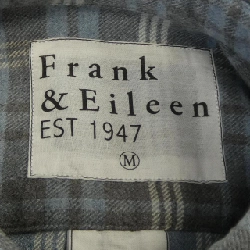 Frank
& Eileen
EST 1947
M